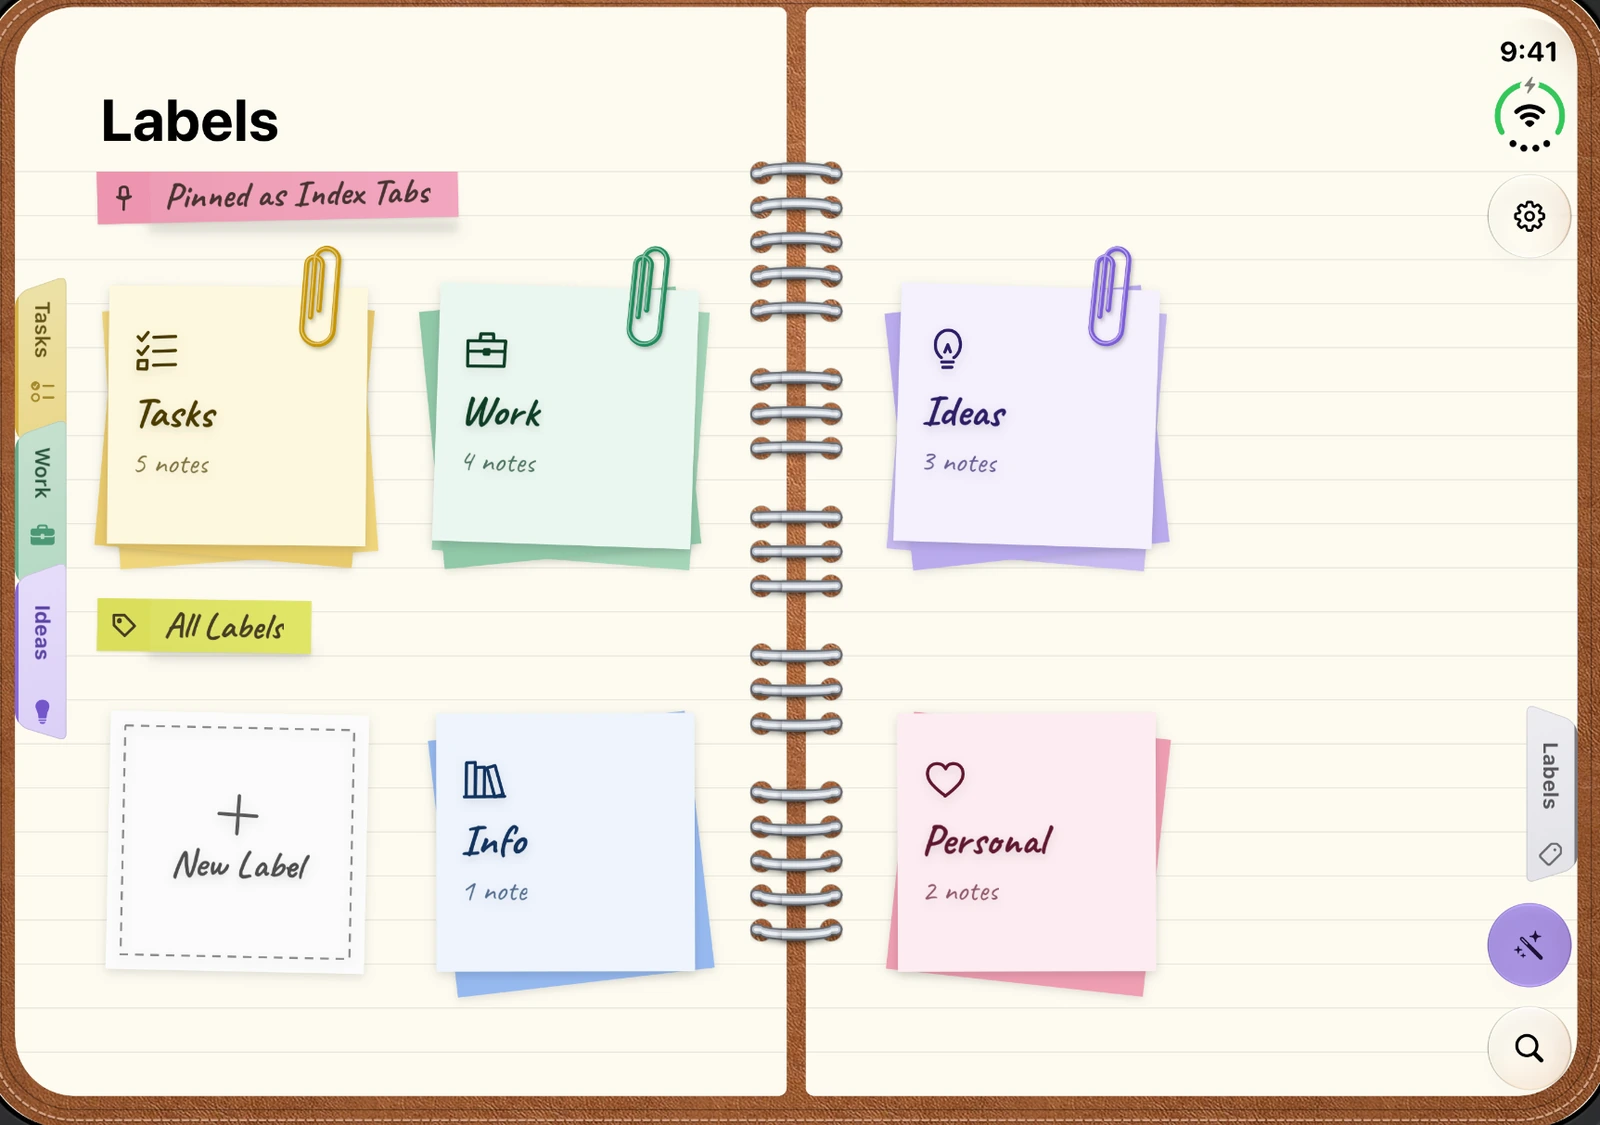 9:41
Labels
Pinned as Index Tabs
Tasks
5 notes
Work
4 notes
Ideas
3 notes
Tasks
Work
Ideas
All Labels
New Label
Info
1 note
Personal
2 notes
Labels